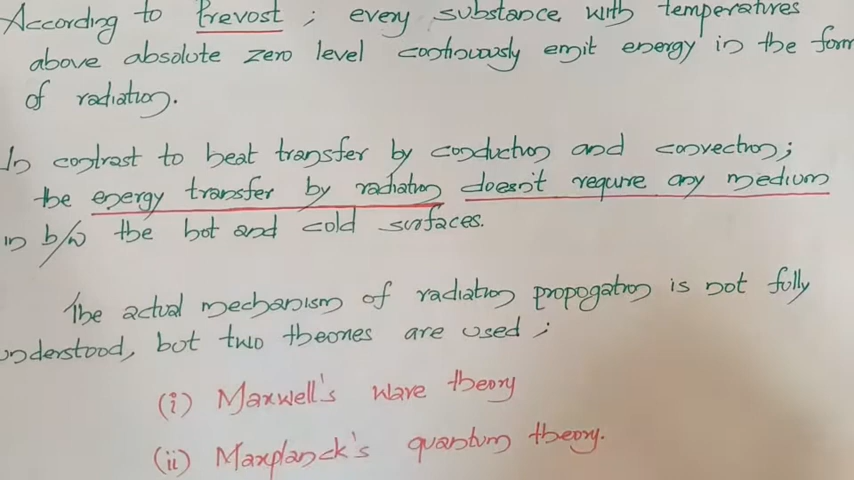 According to Prevost ; every substance with temperatures
above absolute zero level continuously emit energy in the form
of radiation.
In contrast to heat transfer by conduction and convection;
the energy transfer by radiation doesn't require any medium
in b/w the hot and cold surfaces.
The actual mechanism of radiation propogation is not fully
understood, but two theories are used ;
(i) Maxwell's wave theory
(ii) Maxplanck's quantum theory.